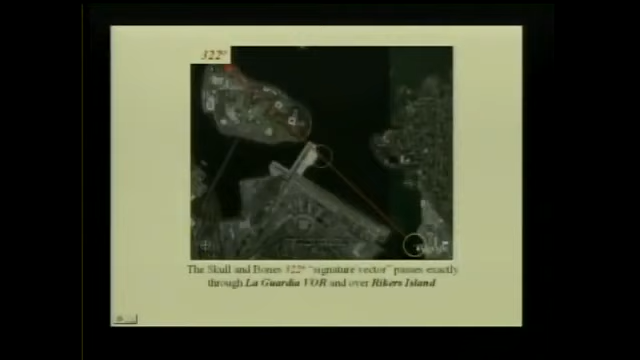 322°
The Skull and Bones 322° "signature vector" passes exactly
through La Guardia VOR and over Rikers Island